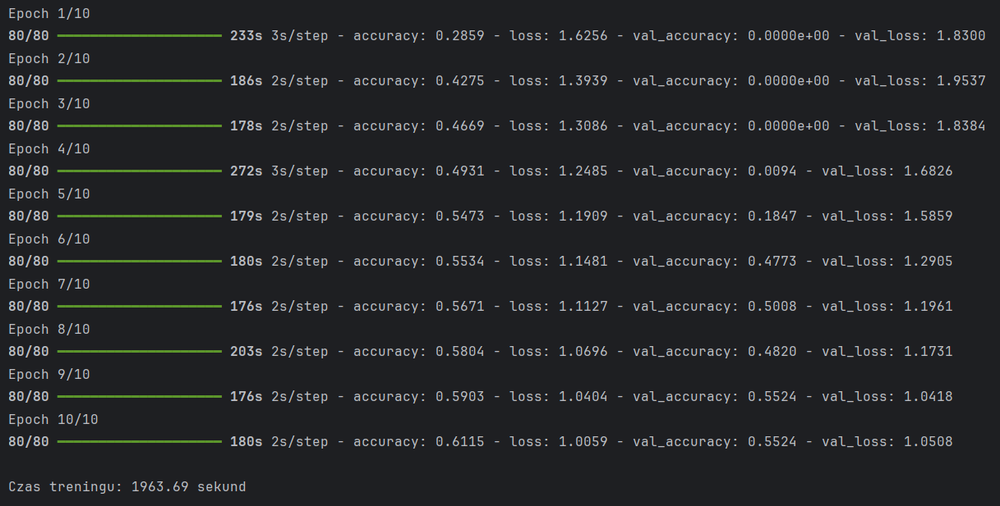 Epoch 1/10
80/80 ━━━━━━━━━━━━━━━━━━━━ 233s 3s/step - accuracy: 0.2859 - loss: 1.6256 - val_accuracy: 0.0000e+00 - val_loss: 1.8300
Epoch 2/10
80/80 ━━━━━━━━━━━━━━━━━━━━ 186s 2s/step - accuracy: 0.4275 - loss: 1.3939 - val_accuracy: 0.0000e+00 - val_loss: 1.9537
Epoch 3/10
80/80 ━━━━━━━━━━━━━━━━━━━━ 178s 2s/step - accuracy: 0.4669 - loss: 1.3086 - val_accuracy: 0.0000e+00 - val_loss: 1.8384
Epoch 4/10
80/80 ━━━━━━━━━━━━━━━━━━━━ 272s 3s/step - accuracy: 0.4931 - loss: 1.2485 - val_accuracy: 0.0094 - val_loss: 1.6826
Epoch 5/10
80/80 ━━━━━━━━━━━━━━━━━━━━ 179s 2s/step - accuracy: 0.5473 - loss: 1.1909 - val_accuracy: 0.1847 - val_loss: 1.5859
Epoch 6/10
80/80 ━━━━━━━━━━━━━━━━━━━━ 180s 2s/step - accuracy: 0.5534 - loss: 1.1481 - val_accuracy: 0.4773 - val_loss: 1.2905
Epoch 7/10
80/80 ━━━━━━━━━━━━━━━━━━━━ 176s 2s/step - accuracy: 0.5671 - loss: 1.1127 - val_accuracy: 0.5008 - val_loss: 1.1961
Epoch 8/10
80/80 ━━━━━━━━━━━━━━━━━━━━ 203s 2s/step - accuracy: 0.5804 - loss: 1.0696 - val_accuracy: 0.4820 - val_loss: 1.1731
Epoch 9/10
80/80 ━━━━━━━━━━━━━━━━━━━━ 176s 2s/step - accuracy: 0.5903 - loss: 1.0404 - val_accuracy: 0.5524 - val_loss: 1.0418
Epoch 10/10
80/80 ━━━━━━━━━━━━━━━━━━━━ 180s 2s/step - accuracy: 0.6115 - loss: 1.0059 - val_accuracy: 0.5524 - val_loss: 1.0508
Czas treningu: 1963.69 sekund